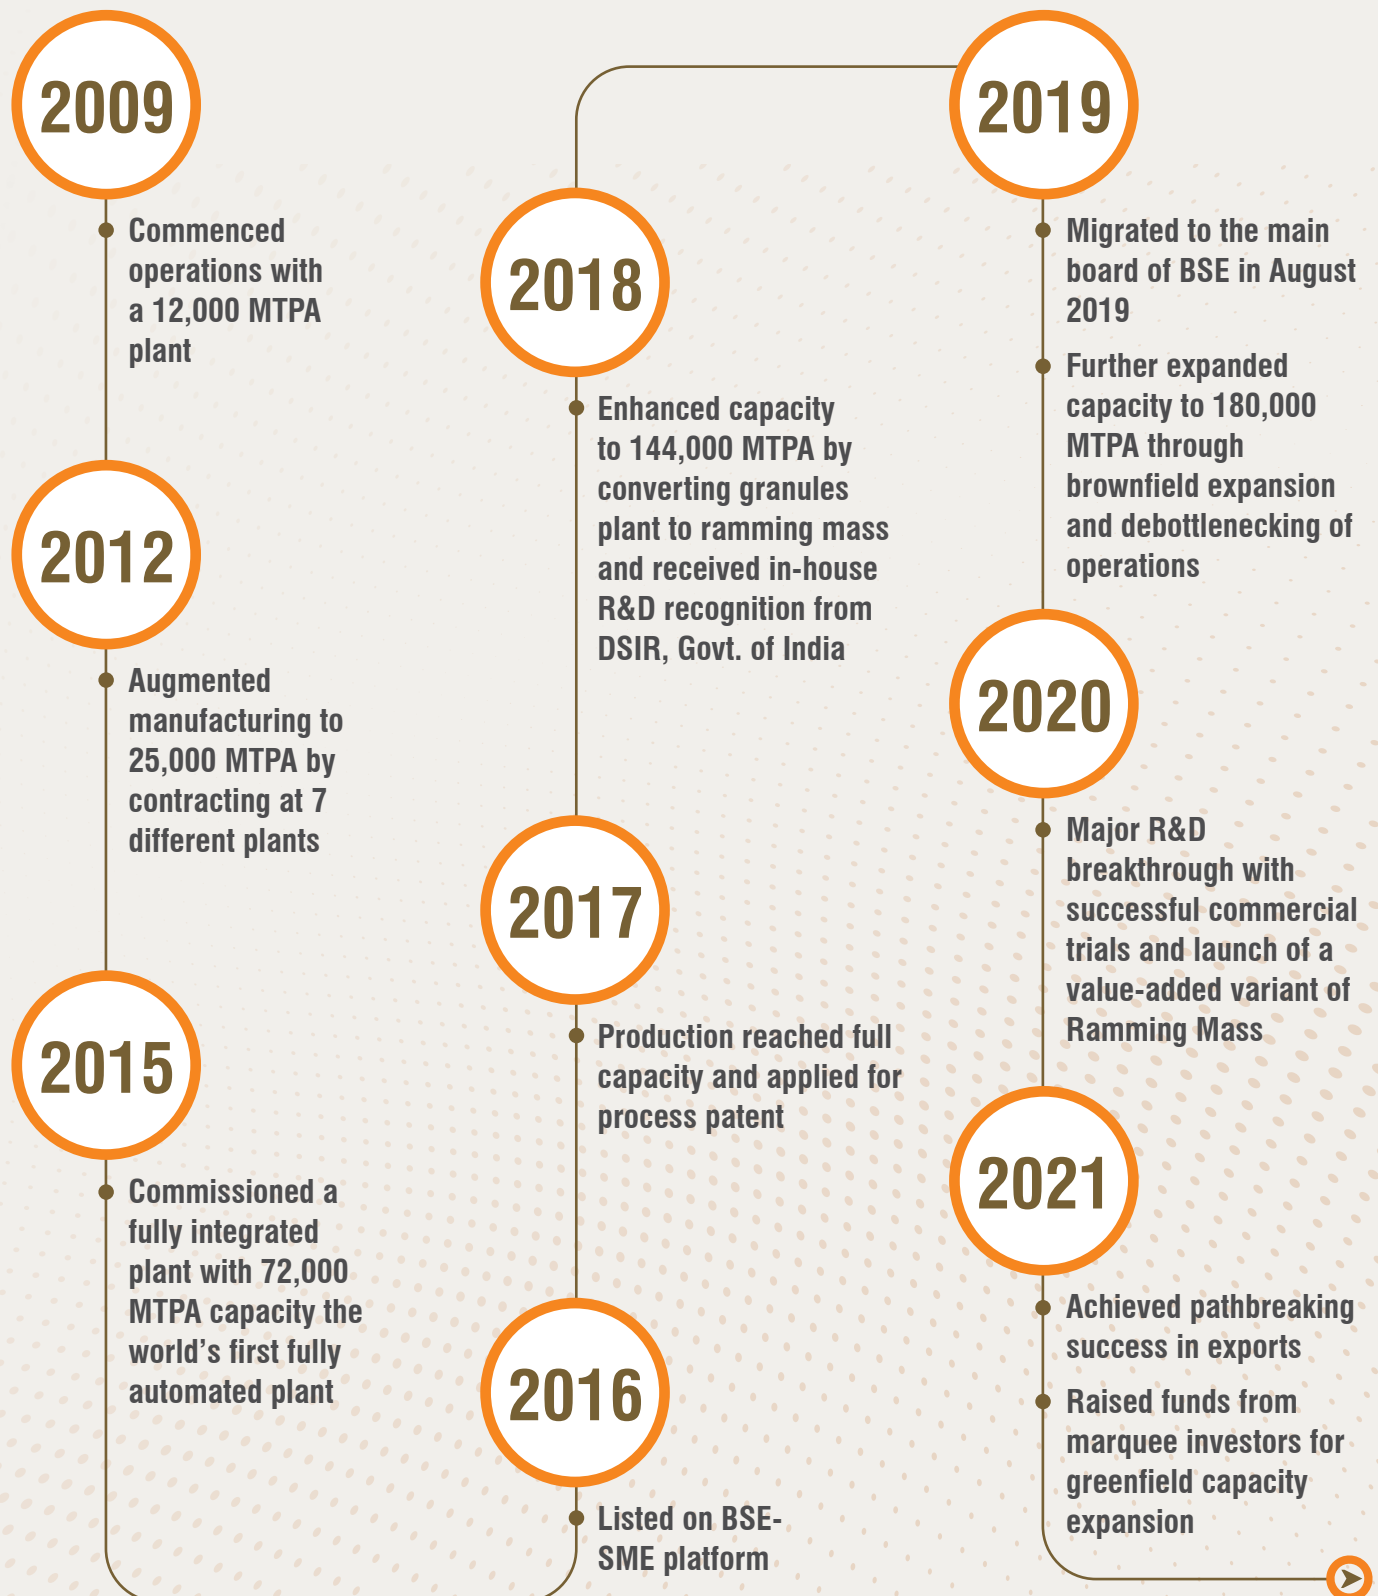 2009
Commenced
operations with
a 12,000 MTPA
plant
2012
Augmented
manufacturing to
25,000 MTPA by
contracting at 7
different plants
2015
Commissioned a
fully integrated
plant with 72,000
MTPA capacity the
world's first fully
automated plant
2016
Listed on BSE-
SME platform
2017
Production reached full
capacity and applied for
process patent
2018
Enhanced capacity
to 144,000 MTPA by
converting granules
plant to ramming mass
and received in-house
R&D recognition from
DSIR, Govt. of India
2019
Migrated to the main
board of BSE in August
2019
Further expanded
capacity to 180,000
MTPA through
brownfield expansion
and debottlenecking of
operations
2020
Major R&D
breakthrough with
successful commercial
trials and launch of a
value-added variant of
Ramming Mass
2021
Achieved pathbreaking
success in exports
Raised funds from
marquee investors for
greenfield capacity
expansion